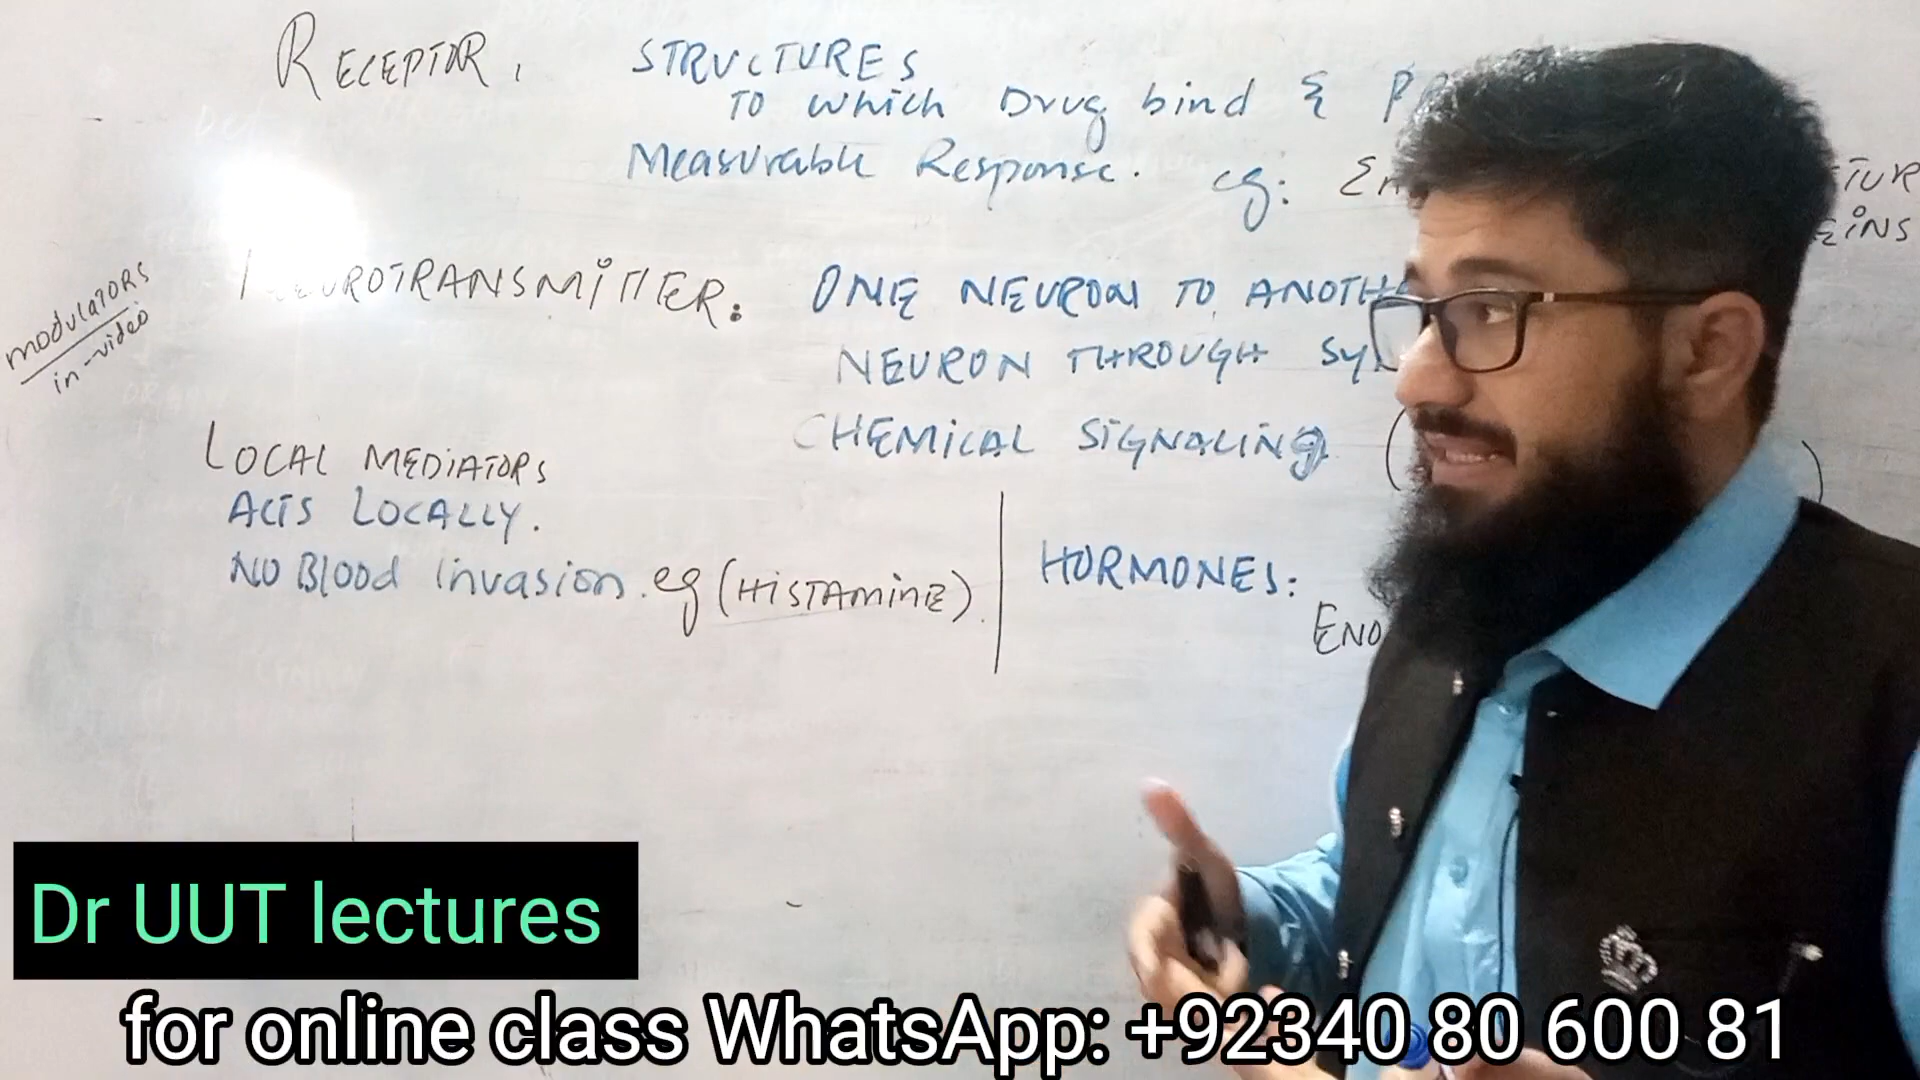 RECEPTOR,
STRUCTURES
TO which Drug bind &
Measurable Response. eg:
NEUROTRANSMITTER: ONE NEURON TO
NEURON THROUGH
CHEMICAL SIGNALING (
modulators
in-video
LOCAL MEDIATORS
ACTS LOCALLY.
NO Blood invasion. eg (HISTAMINE).
HORMONES:
Dr UUT lectures
for online class WhatsApp: +92340 80 600 81